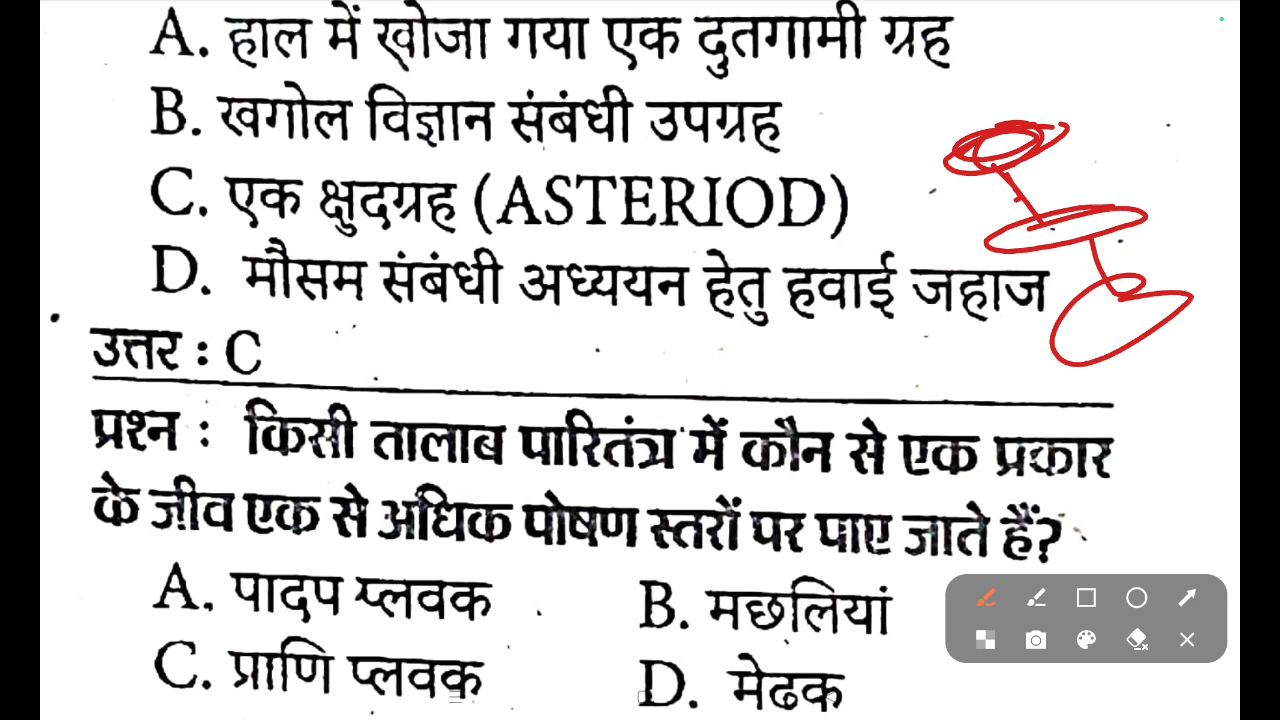 A. हाल में खोजा गया एक दुतगामी ग्रह
B. खगोल विज्ञान संबंधी उपग्रह
C. एक क्षुदग्रह (ASTERIOD)
D. मौसम संबंधी अध्ययन हेतु हवाई जहाज
उत्तर : C
प्रश्न : किसी तालाब पारितंत्र में कौन से एक प्रकार
के जीव एक से अधिक पोषण स्तरों पर पाए जाते हैं?
A. पादप प्लवक B. मछलियां
C. प्राणि प्लवक D. मेढक